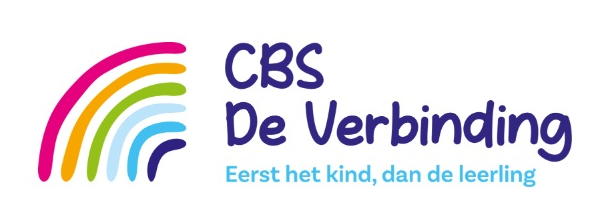 CBS
De Verbinding
Eerst het kind, dan de leerling